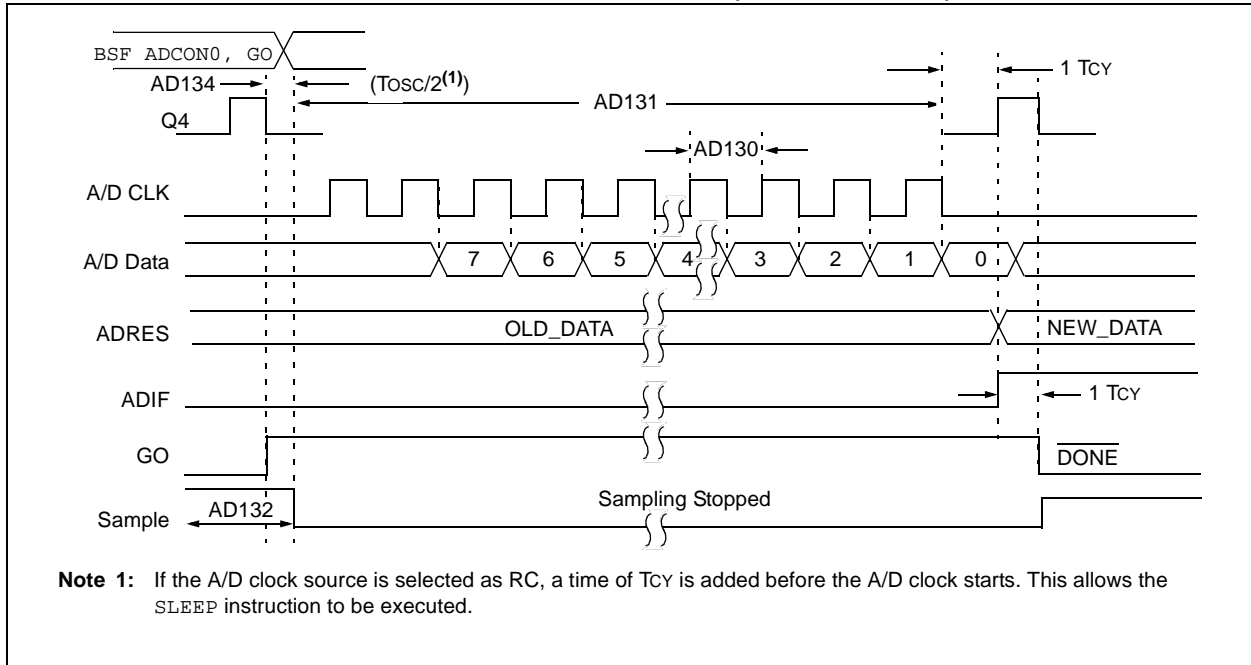 BSF ADCON0, GO
AD134
(TOSC/2(1))
1 TCY
AD131
Q4
AD130
A/D CLK
A/D Data
7 6 5 4 3 2 1 0
ADRES
OLD_DATA
NEW_DATA
ADIF
1 TCY
GO
DONE
Sampling Stopped
AD132
Sample
Note 1: If the A/D clock source is selected as RC, a time of TCY is added before the A/D clock starts. This allows the
SLEEP instruction to be executed.